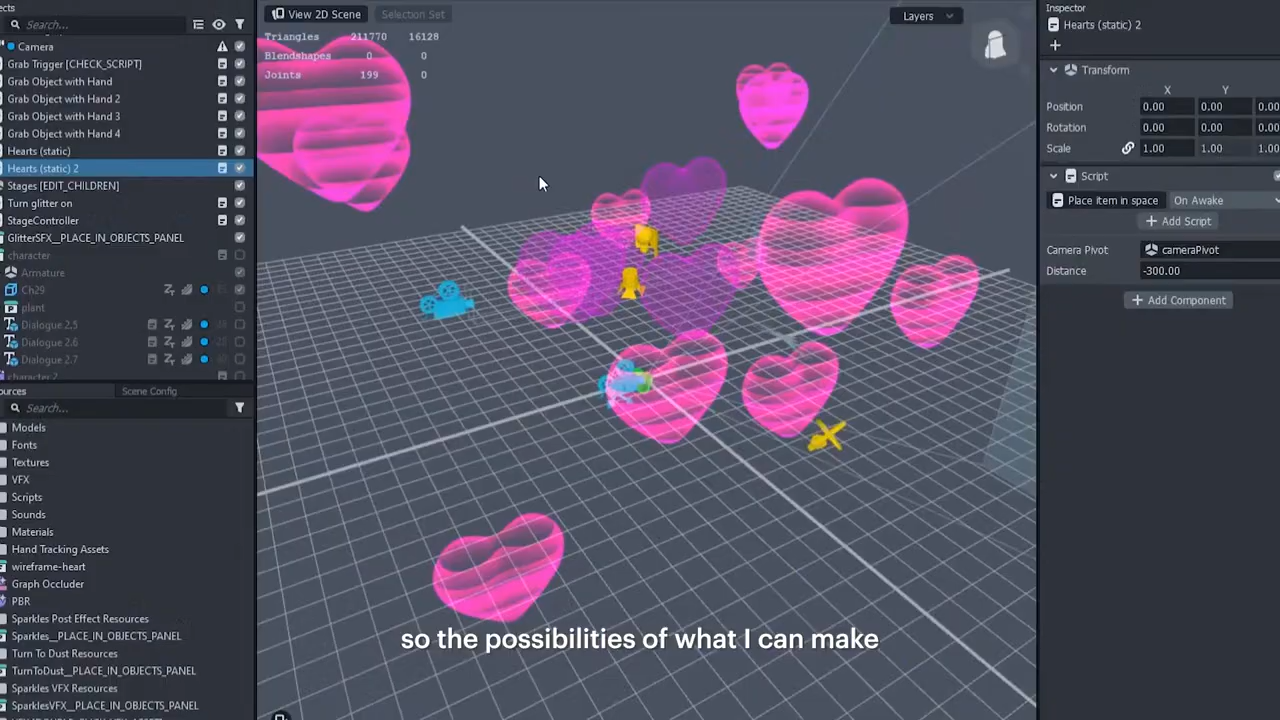 ects
Search...
Camera
Grab Trigger [CHECK_SCRIPT]
Grab Object with Hand
Grab Object with Hand 2
Grab Object with Hand 3
Grab Object with Hand 4
Hearts (static)
Hearts (static) 2
Stages [EDIT_CHILDREN]
Turn glitter on
StageController
GlitterSFX__PLACE_IN_OBJECTS_PANEL
character
Armature
Ch29
plant
Dialogue 2.5
Dialogue 2.6
Dialogue 2.7
character 2
ources
Scene Config
Search...
Models
Fonts
Textures
VFX
Scripts
Sounds
Materials
Hand Tracking Assets
wireframe-heart
Graph Occluder
PBR
Sparkles Post Effect Resources
Sparkles__PLACE_IN_OBJECTS_PANEL
Turn To Dust Resources
TurnToDust__PLACE_IN_OBJECTS_PANEL
Sparkles VFX Resources
SparklesVFX__PLACE_IN_OBJECTS_PANEL
View 2D Scene
Selection Set
Triangles 211770 16128
Blendshapes 0 0
Joints 199 0
Layers
so the possibilities of what I can make
Inspector
Hearts (static) 2
Transform
X Y
Position 0.00 0.00 0.00
Rotation 0.00 0.00 0.00
Scale 1.00 1.00 1.00
Script
Place item in space On Awake
+ Add Script
Camera Pivot cameraPivot
Distance -300.00
+ Add Component